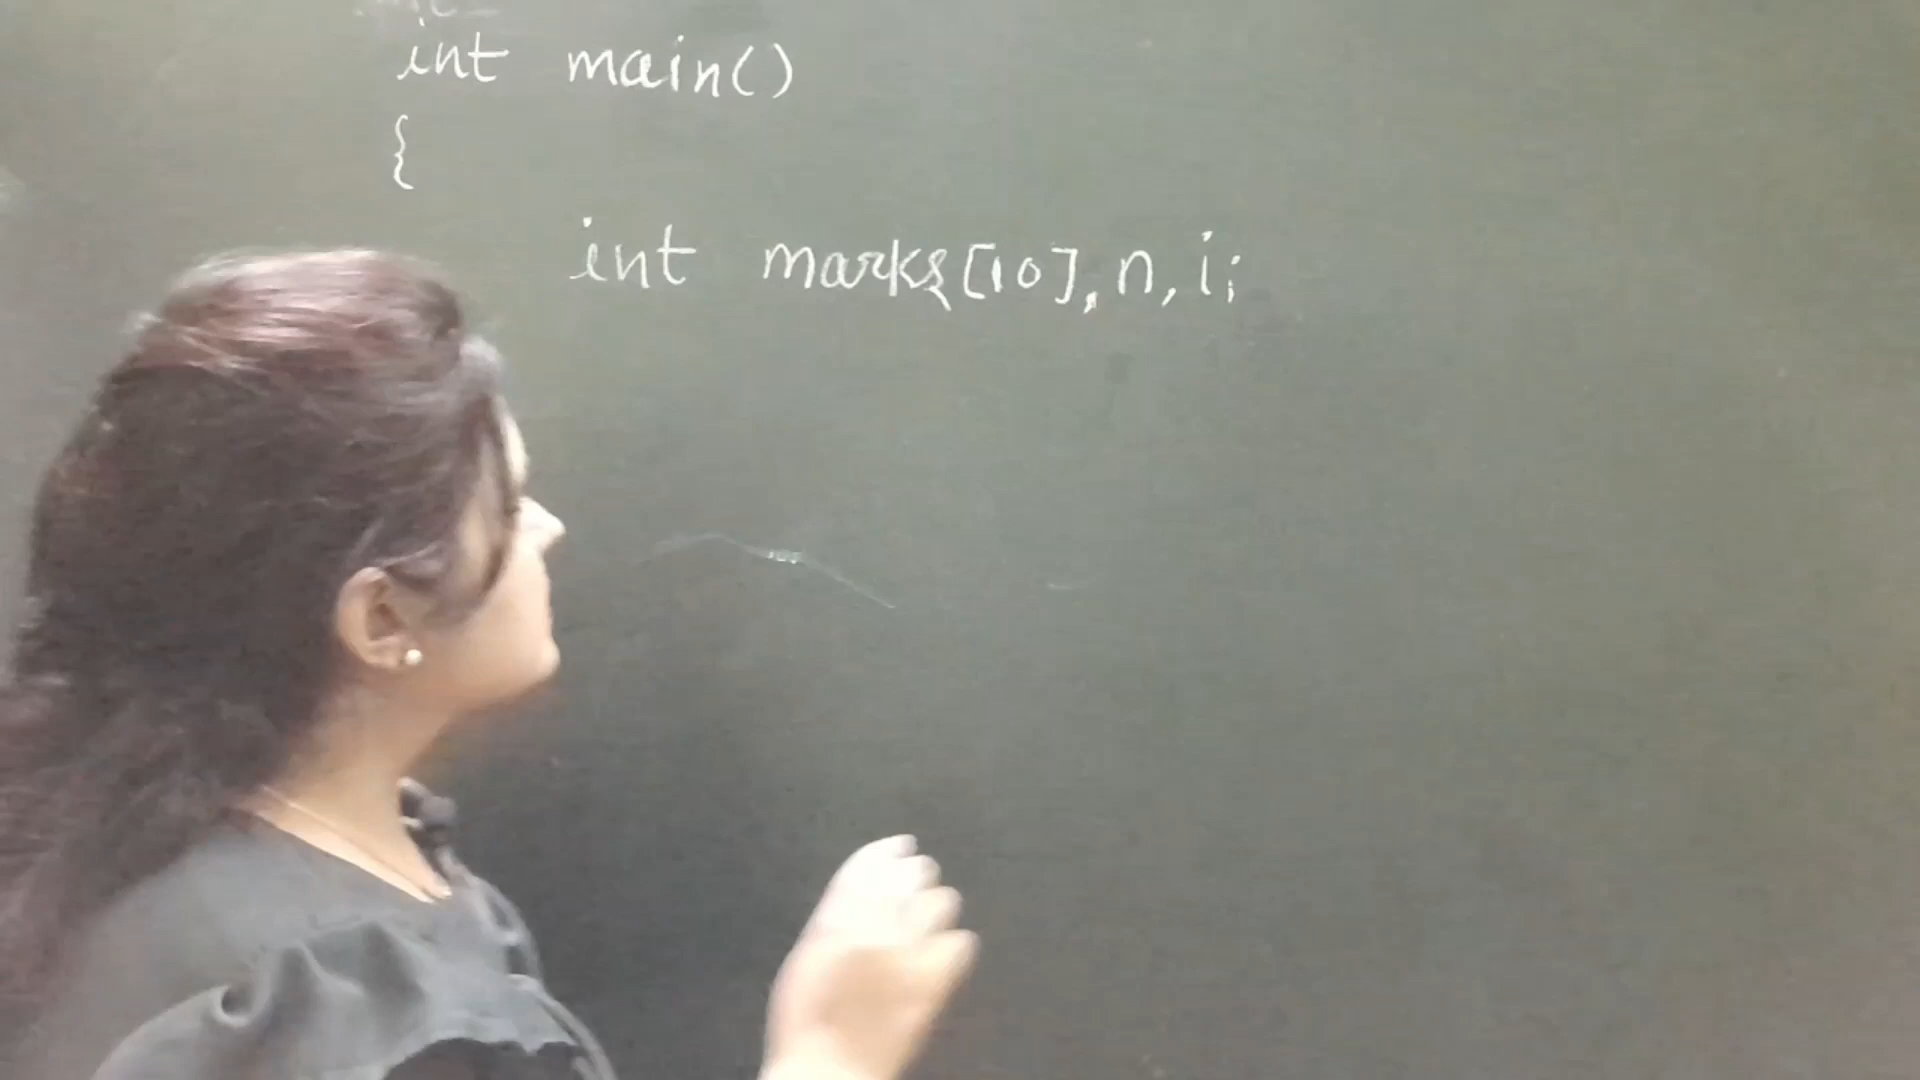 int main()
{
int marks[10],n,i;